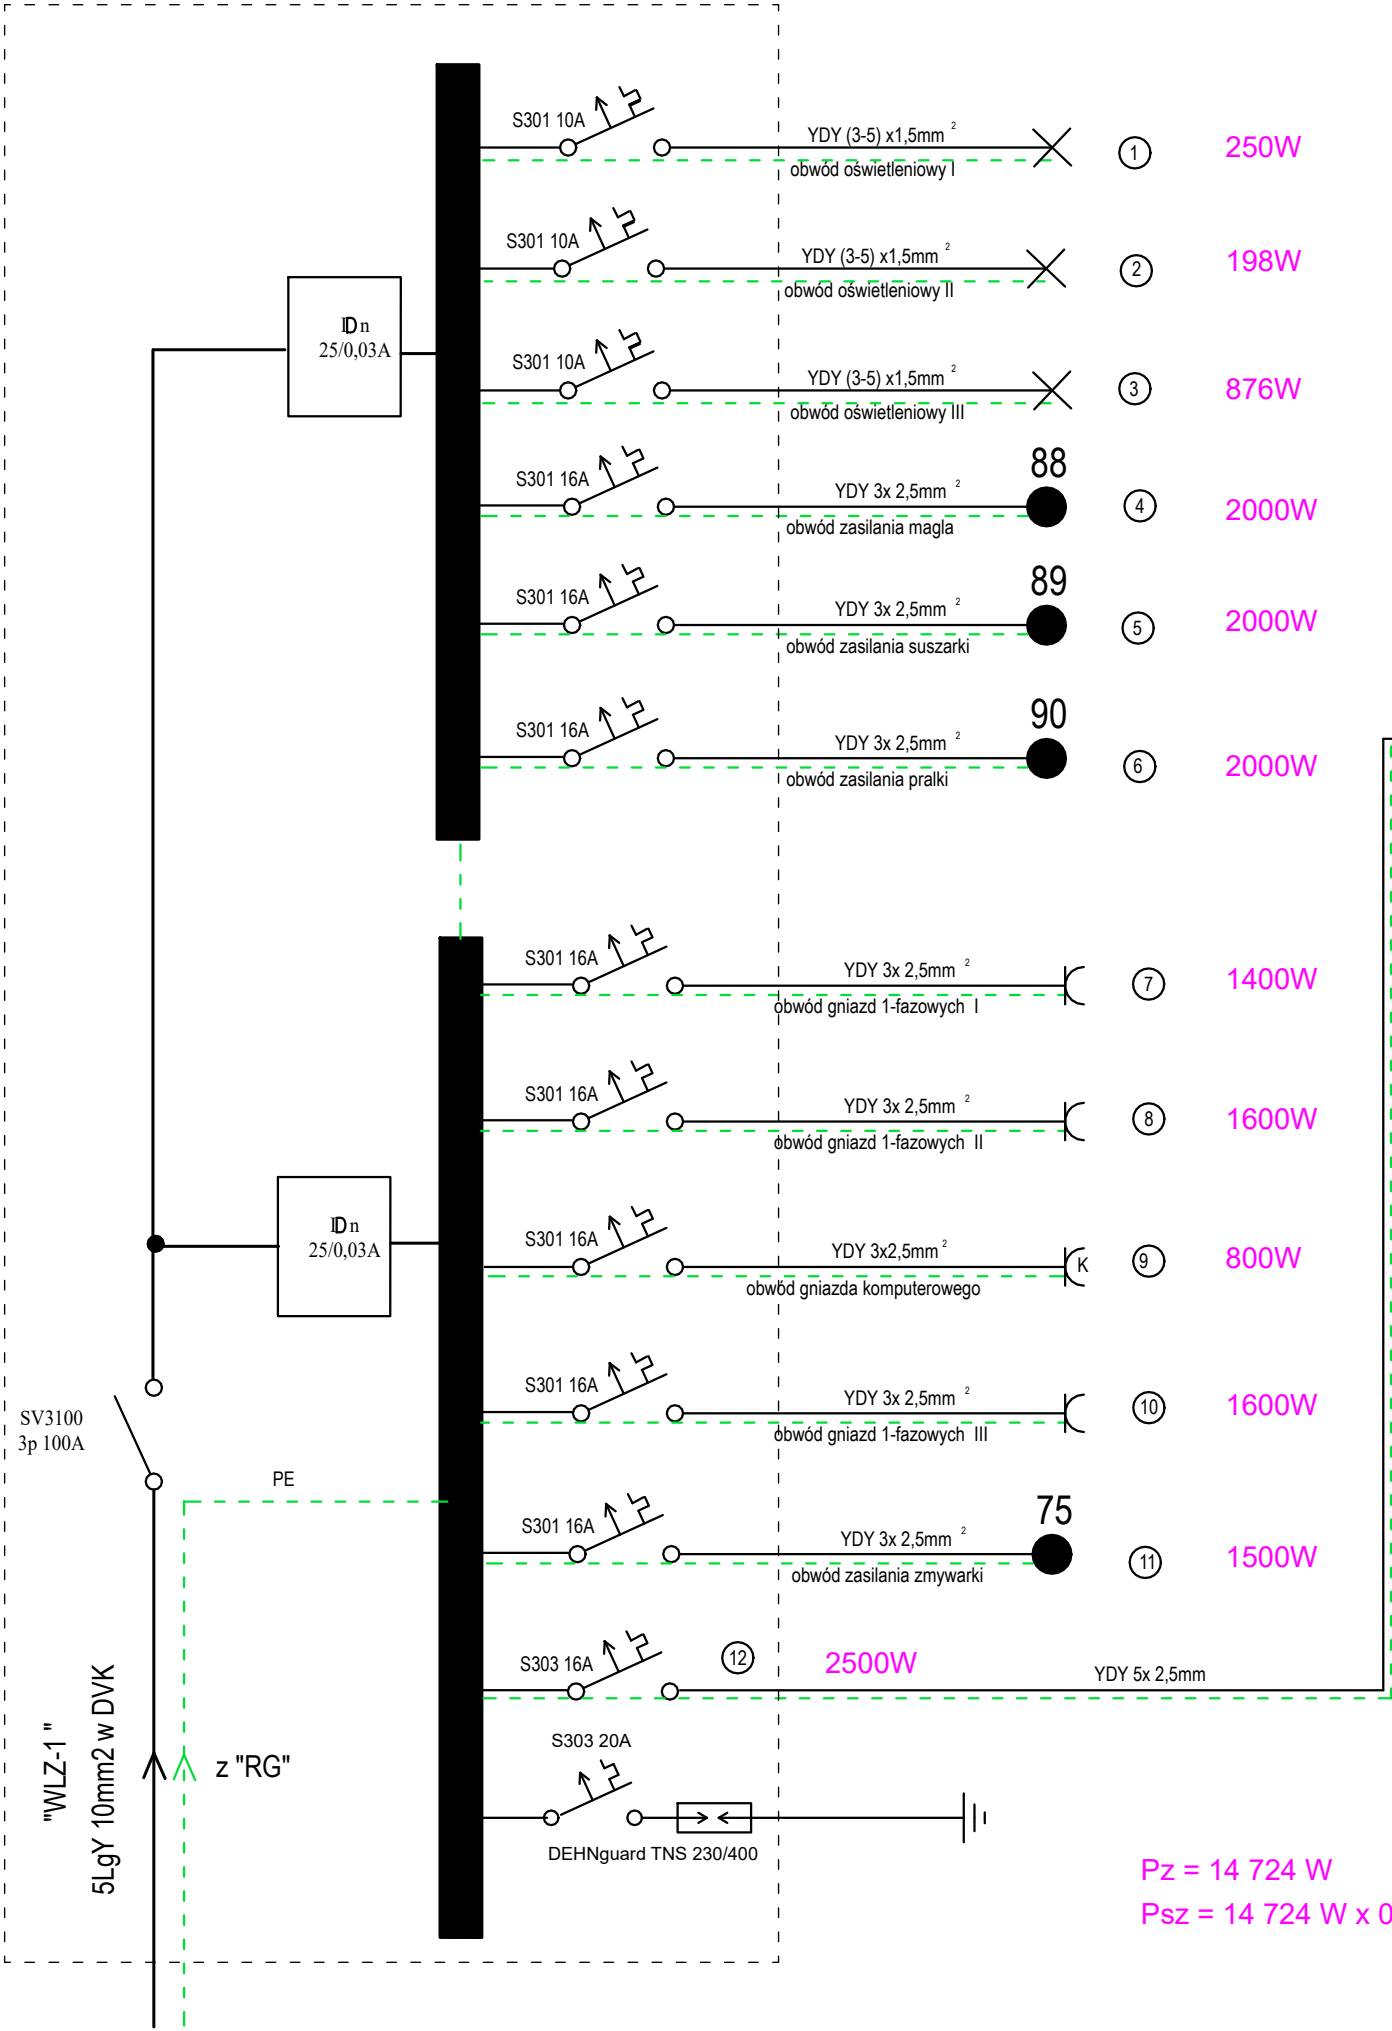 S301 10A
YDY (3-5) x1,5mm 2
obwód oświetleniowy I
1
250W
S301 10A
YDY (3-5) x1,5mm 2
obwód oświetleniowy II
2
198W
IDn
25/0,03A
S301 10A
YDY (3-5) x1,5mm 2
obwód oświetleniowy III
3
876W
S301 16A
YDY 3x 2,5mm 2
obwód zasilania magla
88
4
2000W
S301 16A
YDY 3x 2,5mm 2
obwód zasilania suszarki
89
5
2000W
S301 16A
YDY 3x 2,5mm 2
obwód zasilania pralki
90
6
2000W
S301 16A
YDY 3x 2,5mm 2
obwód gniazd 1-fazowych I
7
1400W
S301 16A
YDY 3x 2,5mm 2
obwód gniazd 1-fazowych II
8
1600W
IDn
25/0,03A
S301 16A
YDY 3x2,5mm 2
obwód gniazda komputerowego
K
9
800W
S301 16A
YDY 3x 2,5mm 2
obwód gniazd 1-fazowych III
10
1600W
SV3100
3p 100A
PE
S301 16A
YDY 3x 2,5mm 2
obwód zasilania zmywarki
75
11
1500W
S303 16A
12
2500W
YDY 5x 2,5mm
"WLZ-1 "
5LgY 10mm2 w DVK
z "RG"
S303 20A
DEHNguard TNS 230/400
Pz = 14 724 W
Psz = 14 724 W x 0